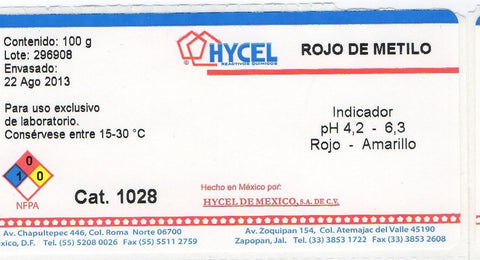 Contenido: 100 g
Lote: 296908
Envasado:
22 Ago 2013
HYCEL
REACTIVOS QUÍMICOS
ROJO DE METILO
Para uso exclusivo
de laboratorio.
Consérvese entre 15-30 °C
Indicador
pH 4,2 - 6,3
Rojo - Amarillo
0
1 0
NFPA
Cat. 1028
Hecho en México por:
HYCEL DE MEXICO, S.A. DE C.V.
Av. Chapultepec 446, Col. Roma Norte 06700
éxico, D.F. Tel. (55) 5208 0026 Fax (55) 5511 2759
Av. Zoquipan 154, Col. Atemajac del Valle 45190
Zapopan, Jal. Tel. (33) 3853 1722 Fax (33) 3853 2608